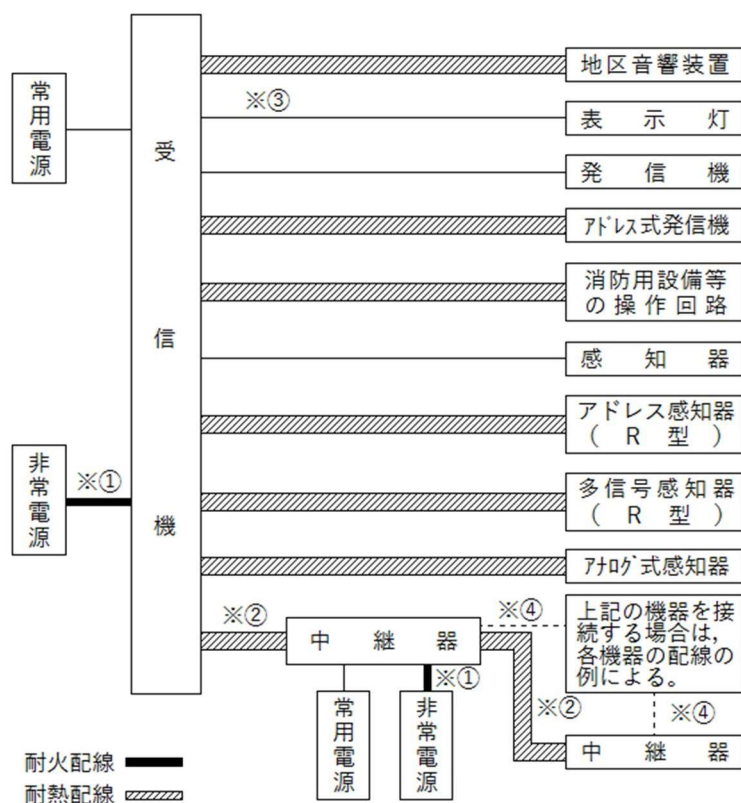 地区音響装置
※③
表示灯
常用電源
受信機
発信機
ｱﾄﾞﾚｽ式発信機
消防用設備等
の操作回路
感知器
アドレス感知器
(R型)
非常電源
※①
多信号感知器
(R型)
ｱﾅﾛｸﾞ式感知器
※②
※④
上記の機器を接
続する場合は,
各機器の配線の
例による。
中継器
※①
※②
※④
常用電源
非常電源
中継器
耐火配線
耐熱配線